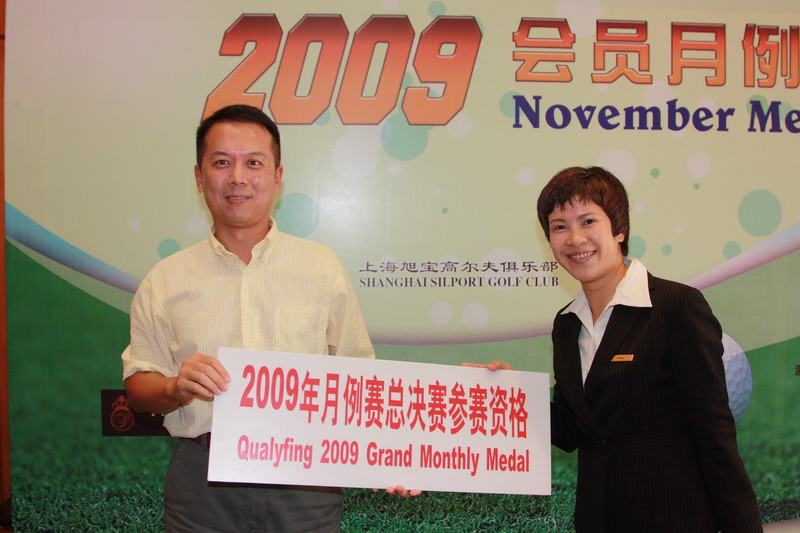 2009 会员月例
November Me
上海旭宝高尔夫俱乐部
SHANGHAI SILPORT GOLF CLUB
2009年月例赛总决赛参赛资格
Qualyfing 2009 Grand Monthly Medal